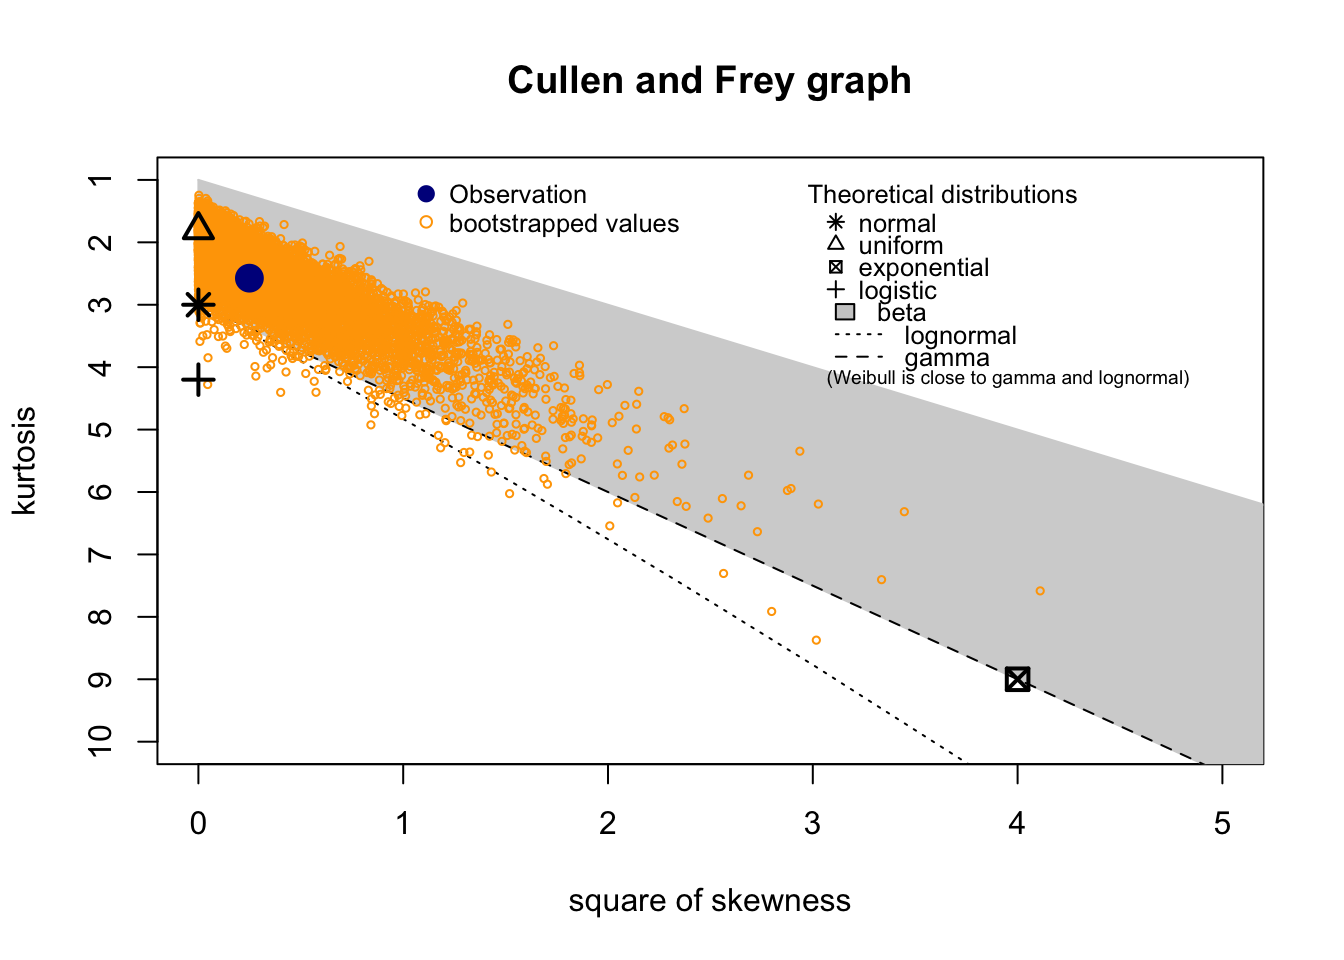 Cullen and Frey graph
Observation
bootstrapped values
Theoretical distributions
normal
uniform
exponential
logistic
beta
lognormal
gamma
(Weibull is close to gamma and lognormal)
kurtosis
1
2
3
4
5
6
7
8
9
10
0 1 2 3 4 5
square of skewness